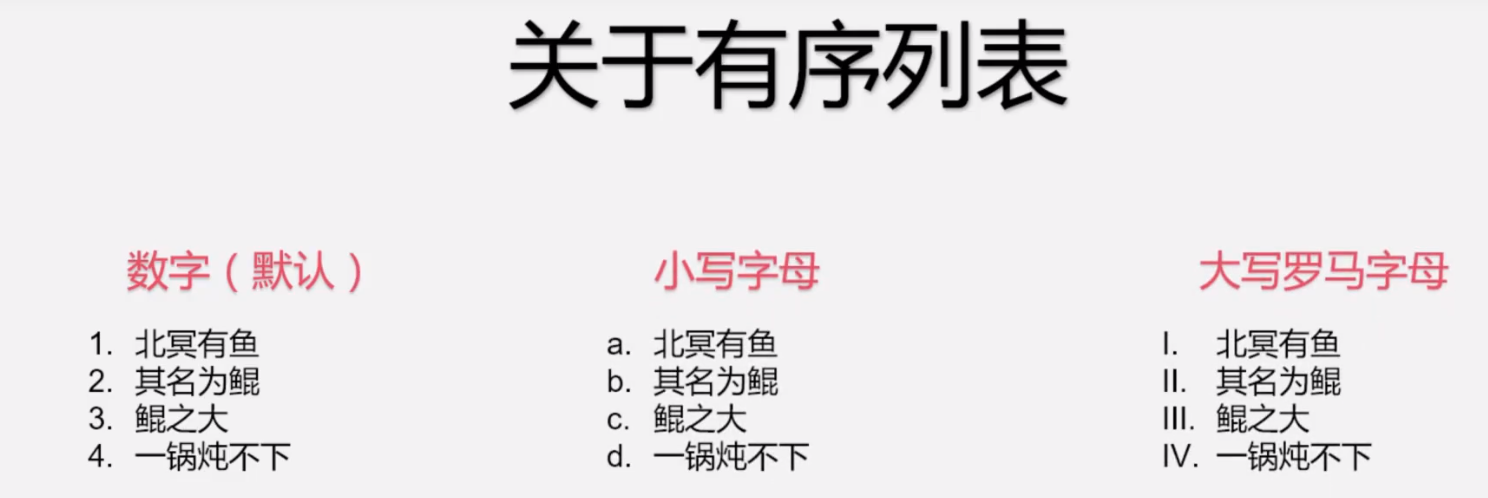 关于有序列表
数字（默认）
1. 北冥有鱼
2. 其名为鲲
3. 鲲之大
4. 一锅炖不下
小写字母
a. 北冥有鱼
b. 其名为鲲
c. 鲲之大
d. 一锅炖不下
大写罗马字母
I. 北冥有鱼
II. 其名为鲲
III. 鲲之大
IV. 一锅炖不下